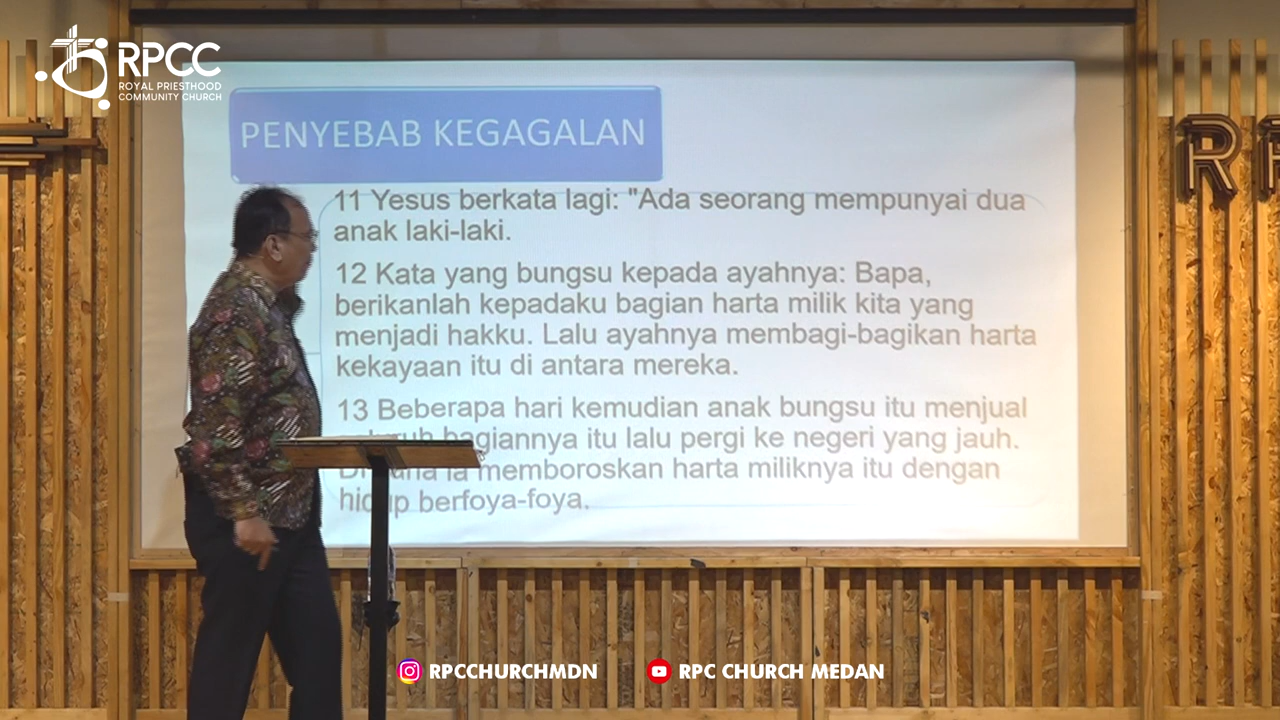 RPCC
ROYAL PRIESTHOOD
COMMUNITY CHURCH
PENYEBAB KEGAGALAN
11 Yesus berkata lagi: "Ada seorang mempunyai dua
anak laki-laki.
12 Kata yang bungsu kepada ayahnya: Bapa,
berikanlah kepadaku bagian harta milik kita yang
menjadi hakku. Lalu ayahnya membagi-bagikan harta
kekayaan itu di antara mereka.
13 Beberapa hari kemudian anak bungsu itu menjual
bagiannya itu lalu pergi ke negeri yang jauh.
ia memboroskan harta miliknya itu dengan
hidup berfoya-foya.
RP
RPCCHURCHMDN
RPC CHURCH MEDAN